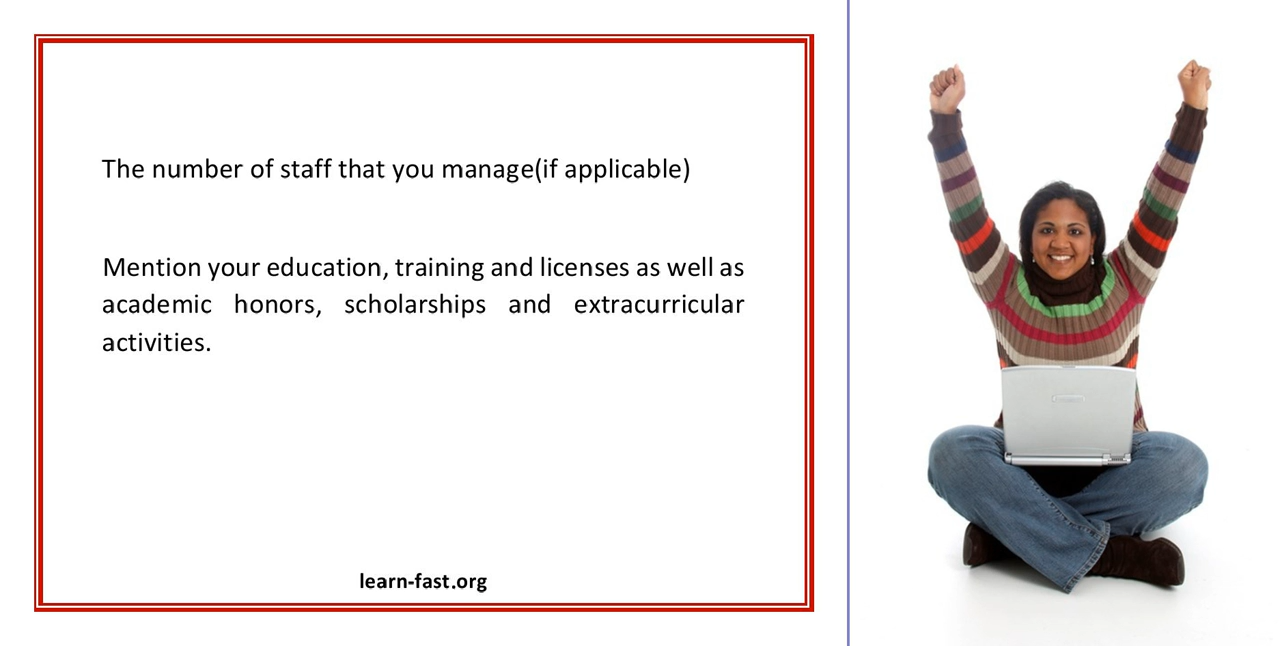 The number of staff that you manage(if applicable)
Mention your education, training and licenses as well as
academic honors, scholarships and extracurricular
activities.
learn-fast.org